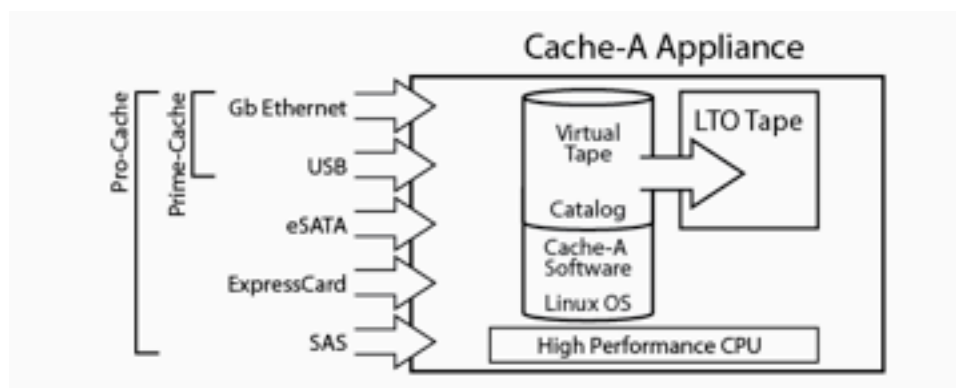 Cache-A Appliance
Pro-Cache
Prime-Cache
Gb Ethernet
USB
eSATA
ExpressCard
SAS
Virtual
Tape
Catalog
Cache-A
Software
Linux OS
LTO Tape
High Performance CPU